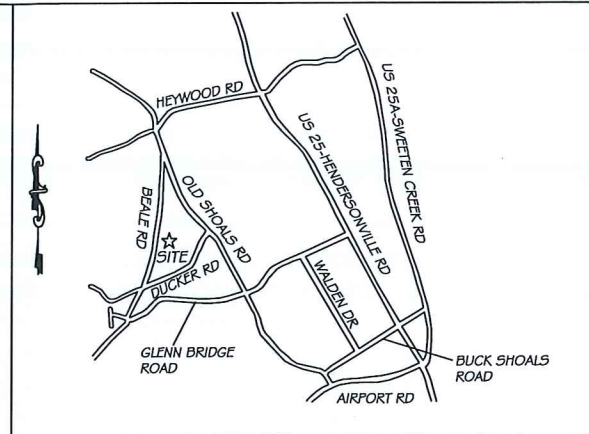 HEYWOOD RD
US 25A-SWEETEN CREEK RD
US 25-HENDERSONVILLE RD
OLD SHOALS RD
BEALE RD
SITE
DUCKER RD
WALDEN DR
GLENN BRIDGE
ROAD
BUCK SHOALS
ROAD
AIRPORT RD